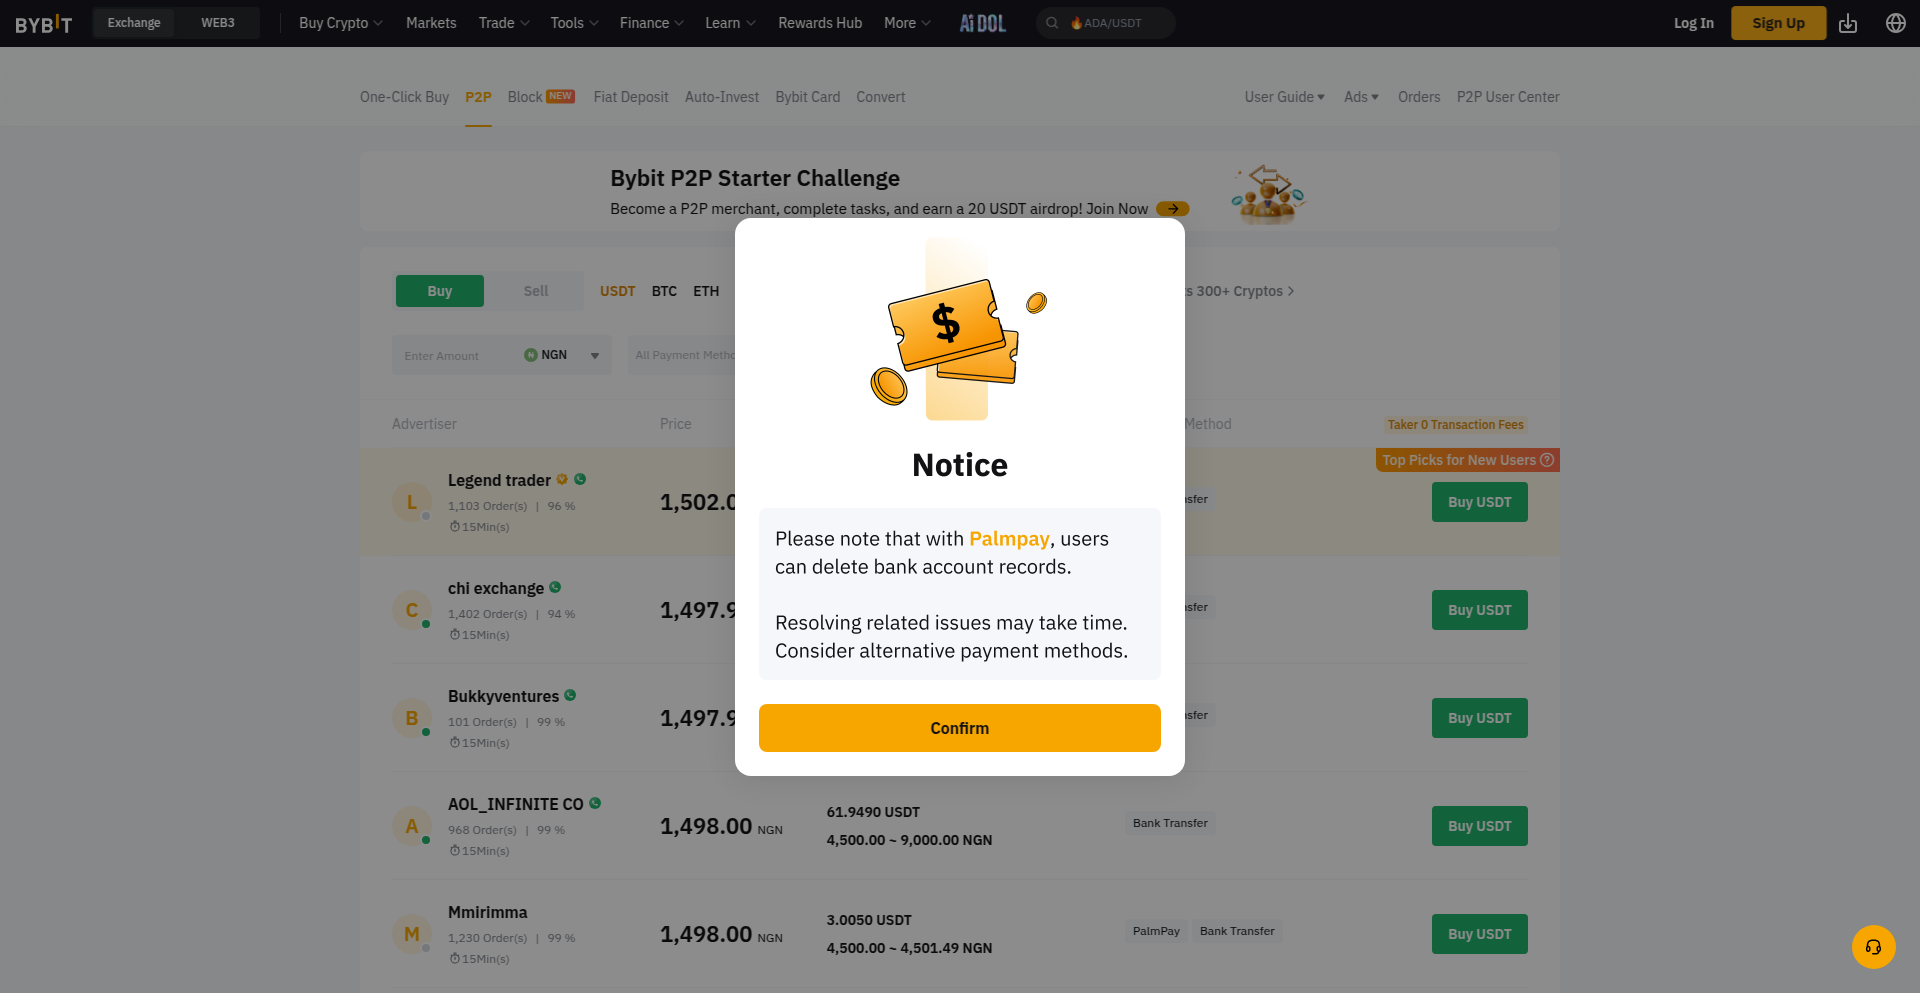 BYBIT Exchange WEB3 Buy Crypto Markets Trade Tools Finance Learn Rewards Hub More AiDOL ADA/USDT Log In Sign Up
One-Click Buy P2P Block NEW Fiat Deposit Auto-Invest Bybit Card Convert User Guide Ads Orders P2P User Center
Bybit P2P Starter Challenge
Become a P2P merchant, complete tasks, and earn a 20 USDT airdrop! Join Now
Buy Sell USDT BTC ETH 300+ Cryptos
Enter Amount NGN All Payment
Advertiser Price Method Taker 0 Transaction Fees
Top Picks for New Users
Legend trader
L 1,103 Order(s) | 96 % 1,502.0 Buy USDT
15Min(s)
chi exchange
C 1,402 Order(s) | 94 % 1,497.9 Buy USDT
15Min(s)
Bukkyventures
B 101 Order(s) | 99 % 1,497.9 Buy USDT
15Min(s)
$
Notice
Please note that with Palmpay, users
can delete bank account records.
Resolving related issues may take time.
Consider alternative payment methods.
Confirm
AOL_INFINITE CO 61.9490 USDT
A 968 Order(s) | 99 % 1,498.00 NGN Bank Transfer Buy USDT
15Min(s) 4,500.00 ~ 9,000.00 NGN
Mmirimma 3.0050 USDT
M 1,230 Order(s) | 99 % 1,498.00 NGN PalmPay Bank Transfer Buy USDT
15Min(s) 4,500.00 ~ 4,501.49 NGN